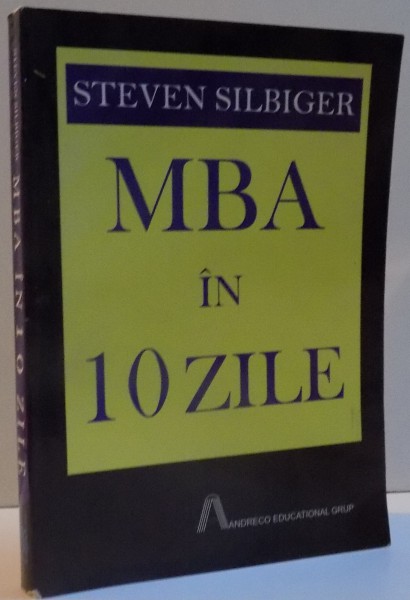 STEVEN SILBIGER
MBA
ÎN
10 ZILE
ANDRECO EDUCATIONAL GRUP
STEVEN SILBIGER MBA ÎN 10 ZILE